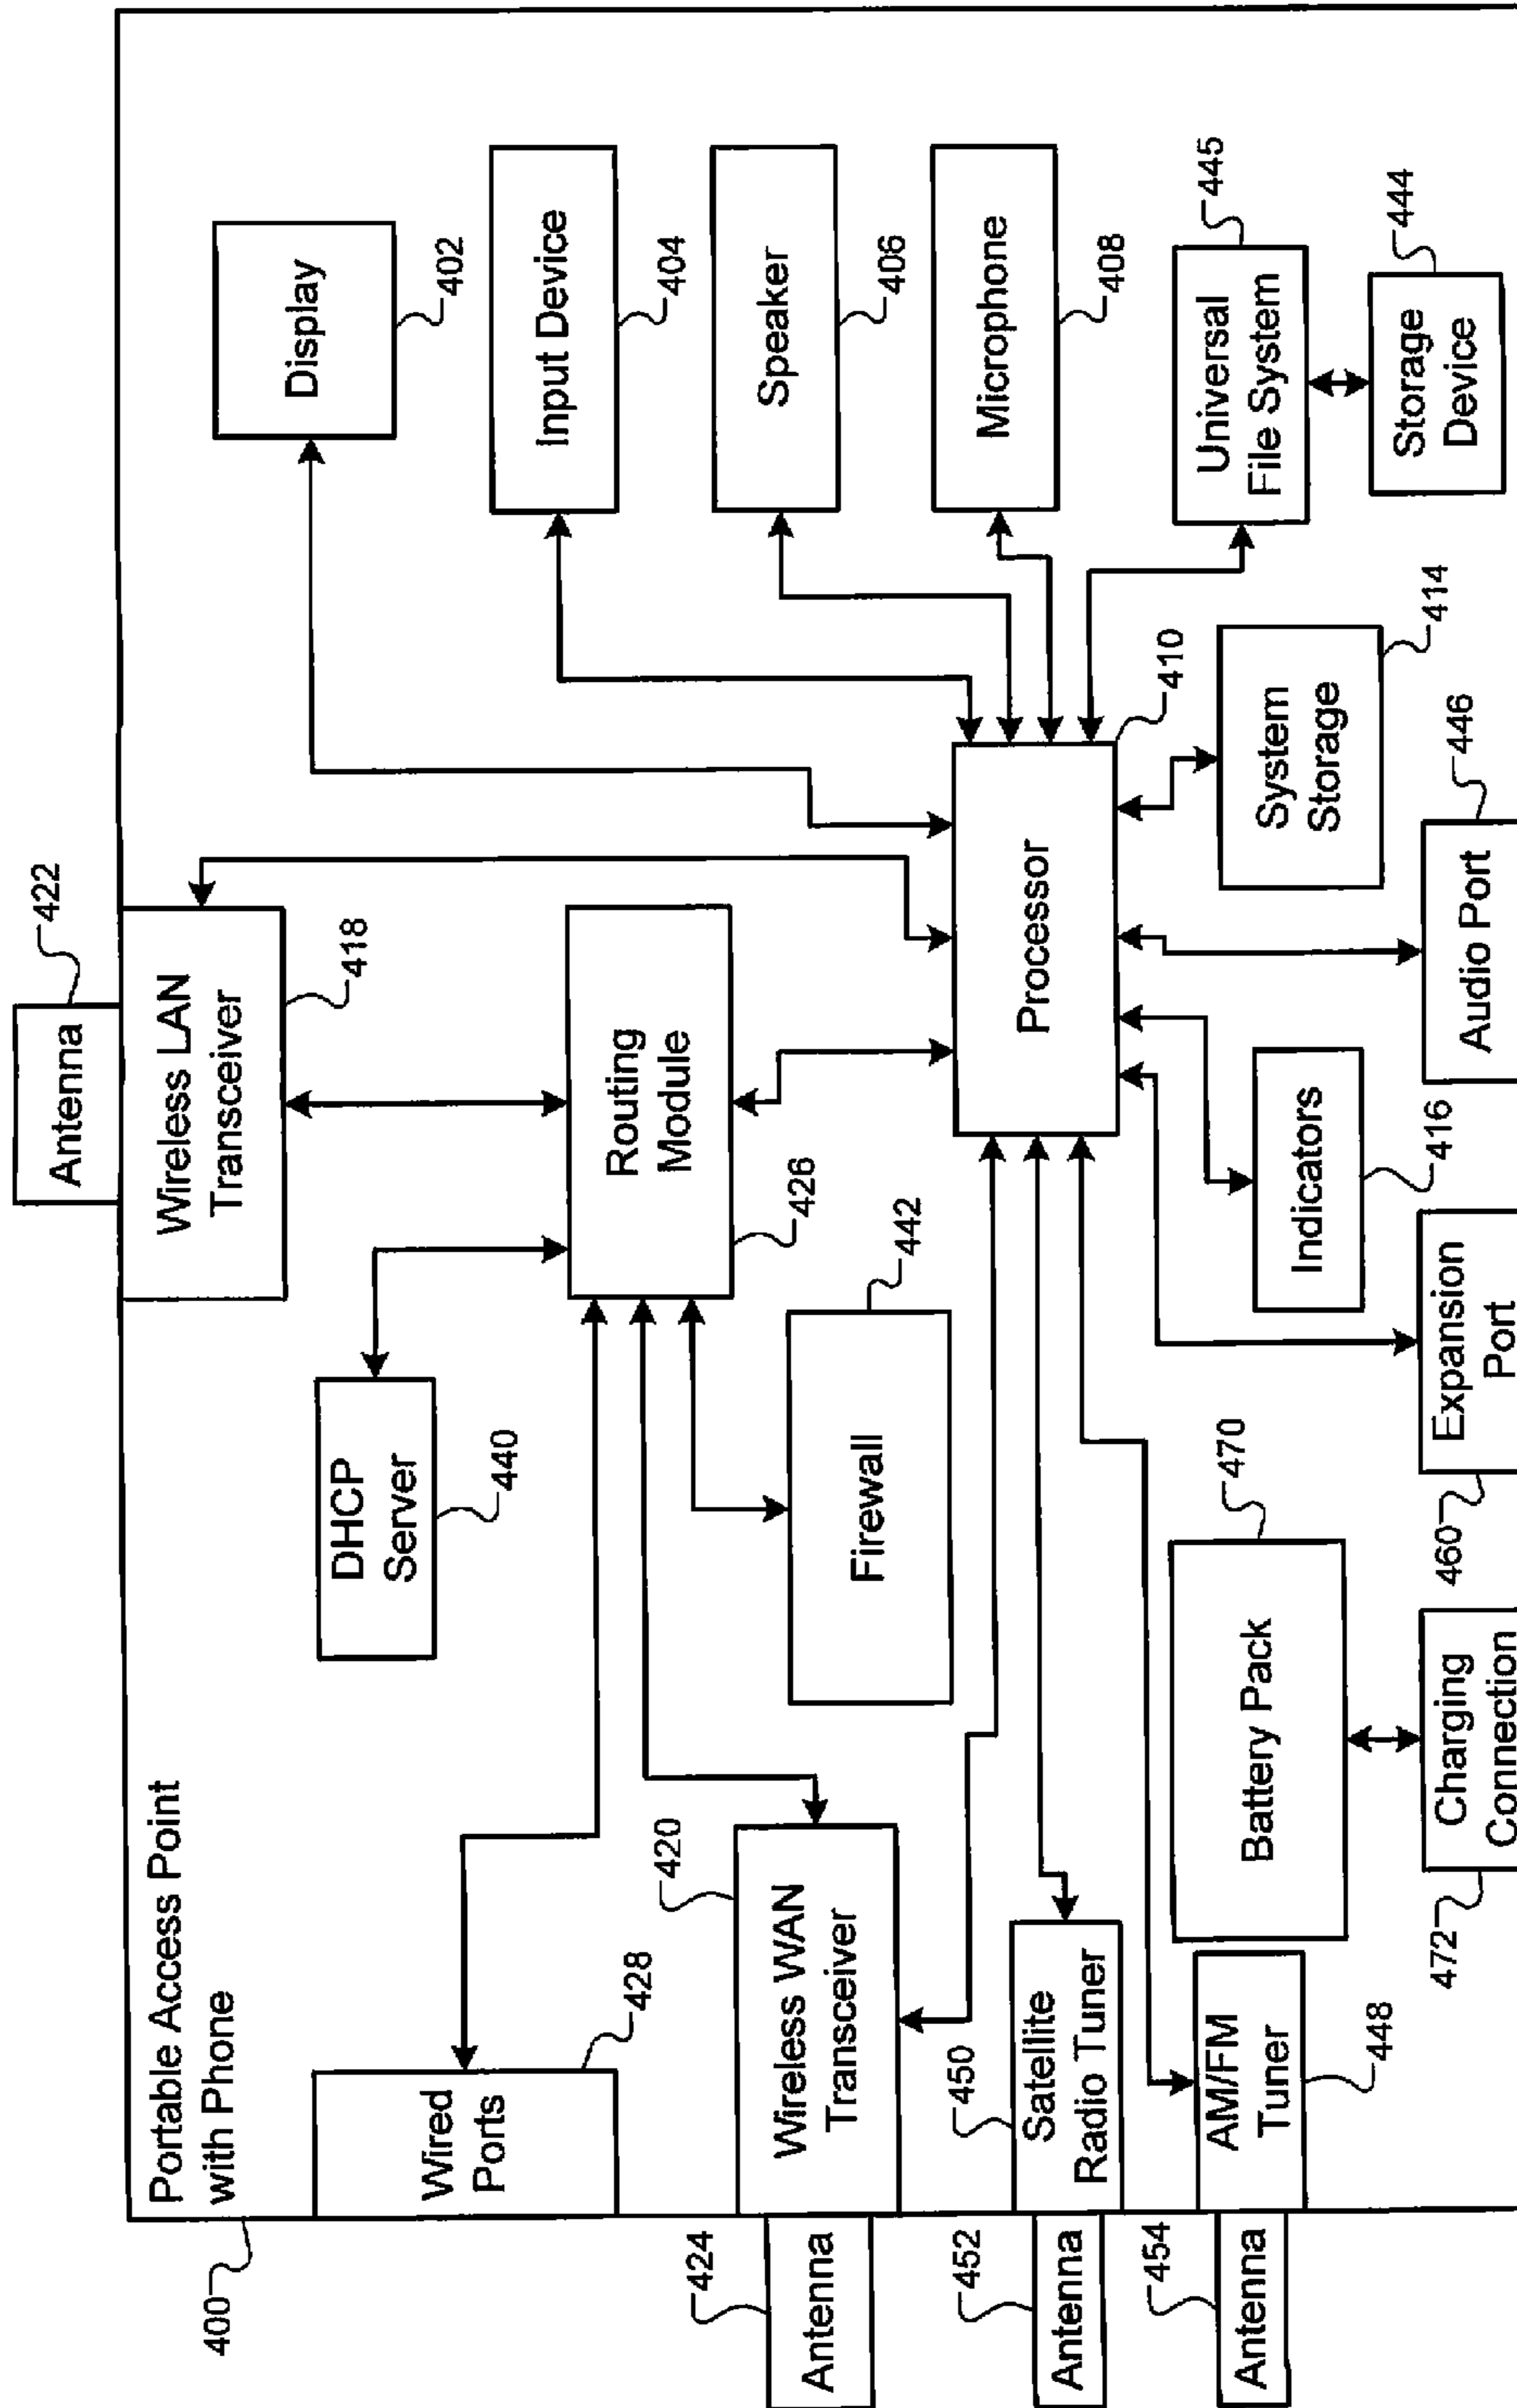 Portable Access Point
with Phone
400
Antenna
422
Wireless LAN
Transceiver
418
Display
402
DHCP
Server
440
Wired
Ports
428
Routing
Module
426
Input Device
404
Firewall
442
Speaker
406
Antenna
424
Wireless WAN
Transceiver
420
Processor
410
Microphone
408
Antenna
452
Satellite
Radio Tuner
450
Universal
File System
445
Antenna
454
AM/FM
Tuner
448
Battery Pack
470
Indicators
416
System
Storage
414
Storage
Device
444
Charging
Connection
472
Expansion
Port
460
Audio Port
446